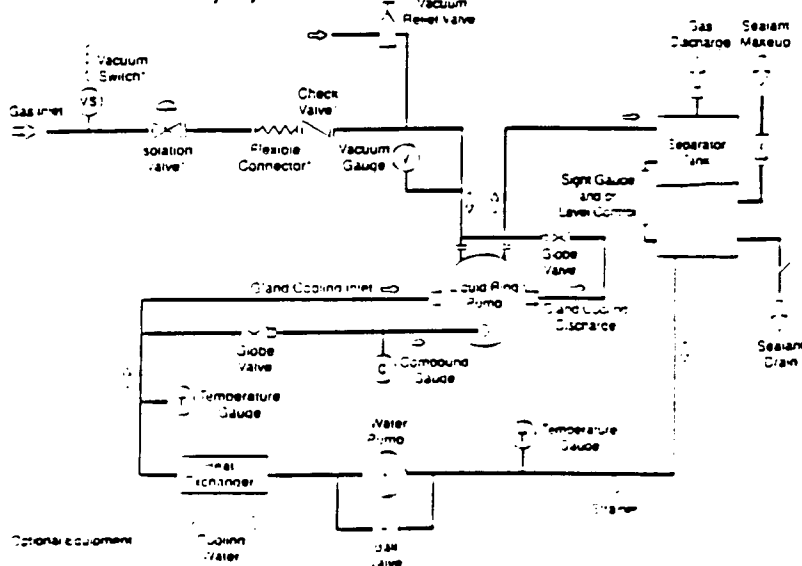 Vacuum
Relief Valve
Gas
Discharge
Sealant
Makeup
Vacuum
Switch*
VS
Gas Inlet
Check
Valve*
Isolation
Valve*
Flexible
Connector*
Vacuum
Gauge
Separator
Tank
Sight Gauge
and or
Level Control
Globe
Valve
Gland Cooling Inlet
Liquid Ring
Pump
Gland Cooling
Discharge
Globe
Valve
C
Compound
Gauge
Sealant
Drain
T
Temperature
Gauge
Water
Pump
T
Temperature
Gauge
Heat
Exchanger
Strainer
Optional Equipment
Cooling
Water
Ball
Valve